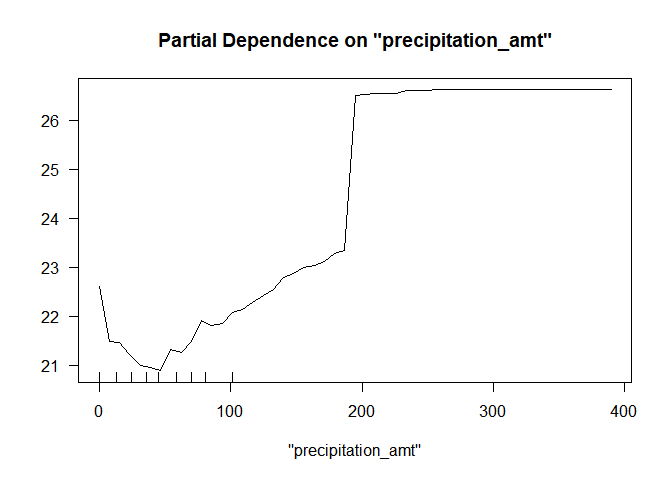 Partial Dependence on "precipitation_amt"
26
25
24
23
22
21
0 100 200 300 400
"precipitation_amt"